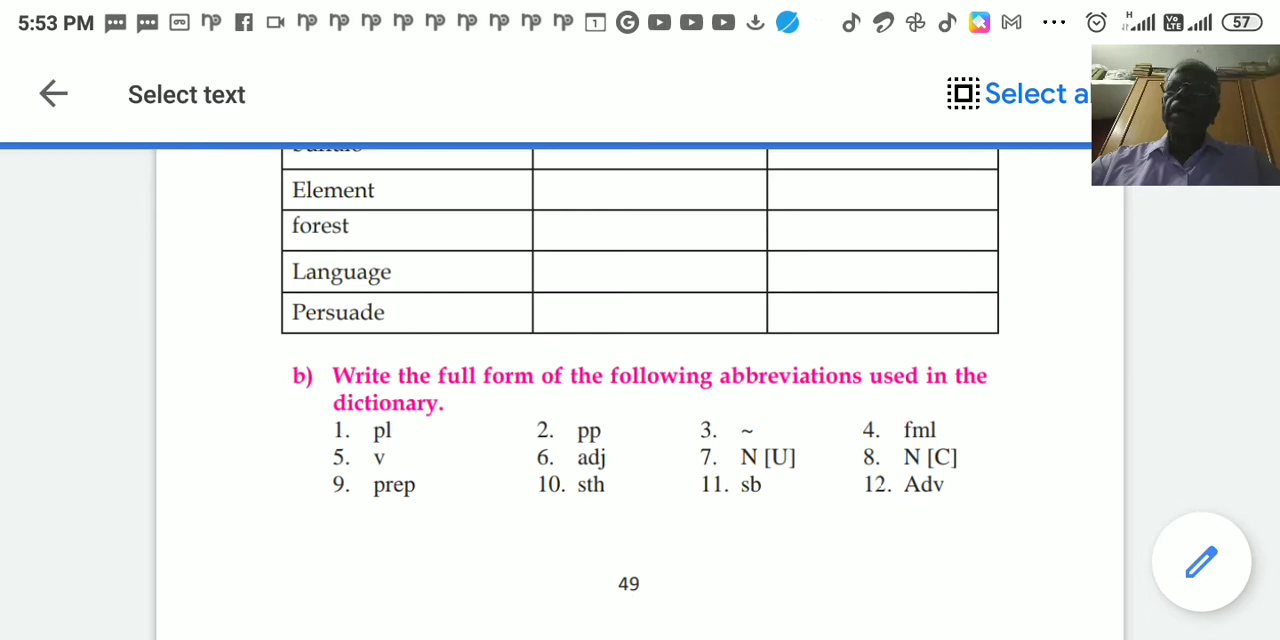 5:53 PM
57
Select text
Select a
Element
forest
Language
Persuade
b) Write the full form of the following abbreviations used in the
dictionary.
1. pl 2. pp 3. ~ 4. fml
5. v 6. adj 7. N [U] 8. N [C]
9. prep 10. sth 11. sb 12. Adv
49